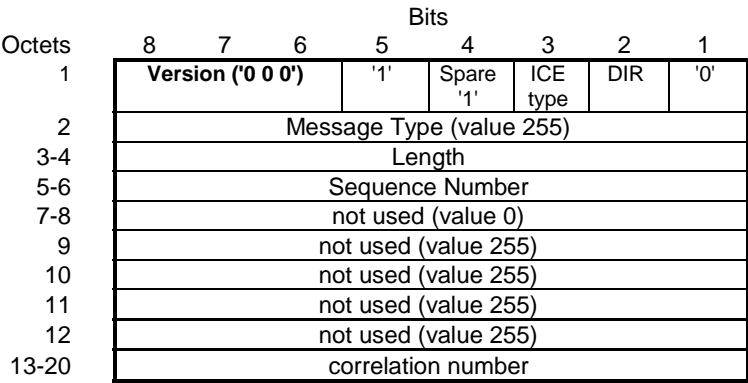 Bits
Octets 8 7 6 5 4 3 2 1
1 Version ('0 0 0') '1' Spare '1' ICE type DIR '0'
2 Message Type (value 255)
3-4 Length
5-6 Sequence Number
7-8 not used (value 0)
9 not used (value 255)
10 not used (value 255)
11 not used (value 255)
12 not used (value 255)
13-20 correlation number